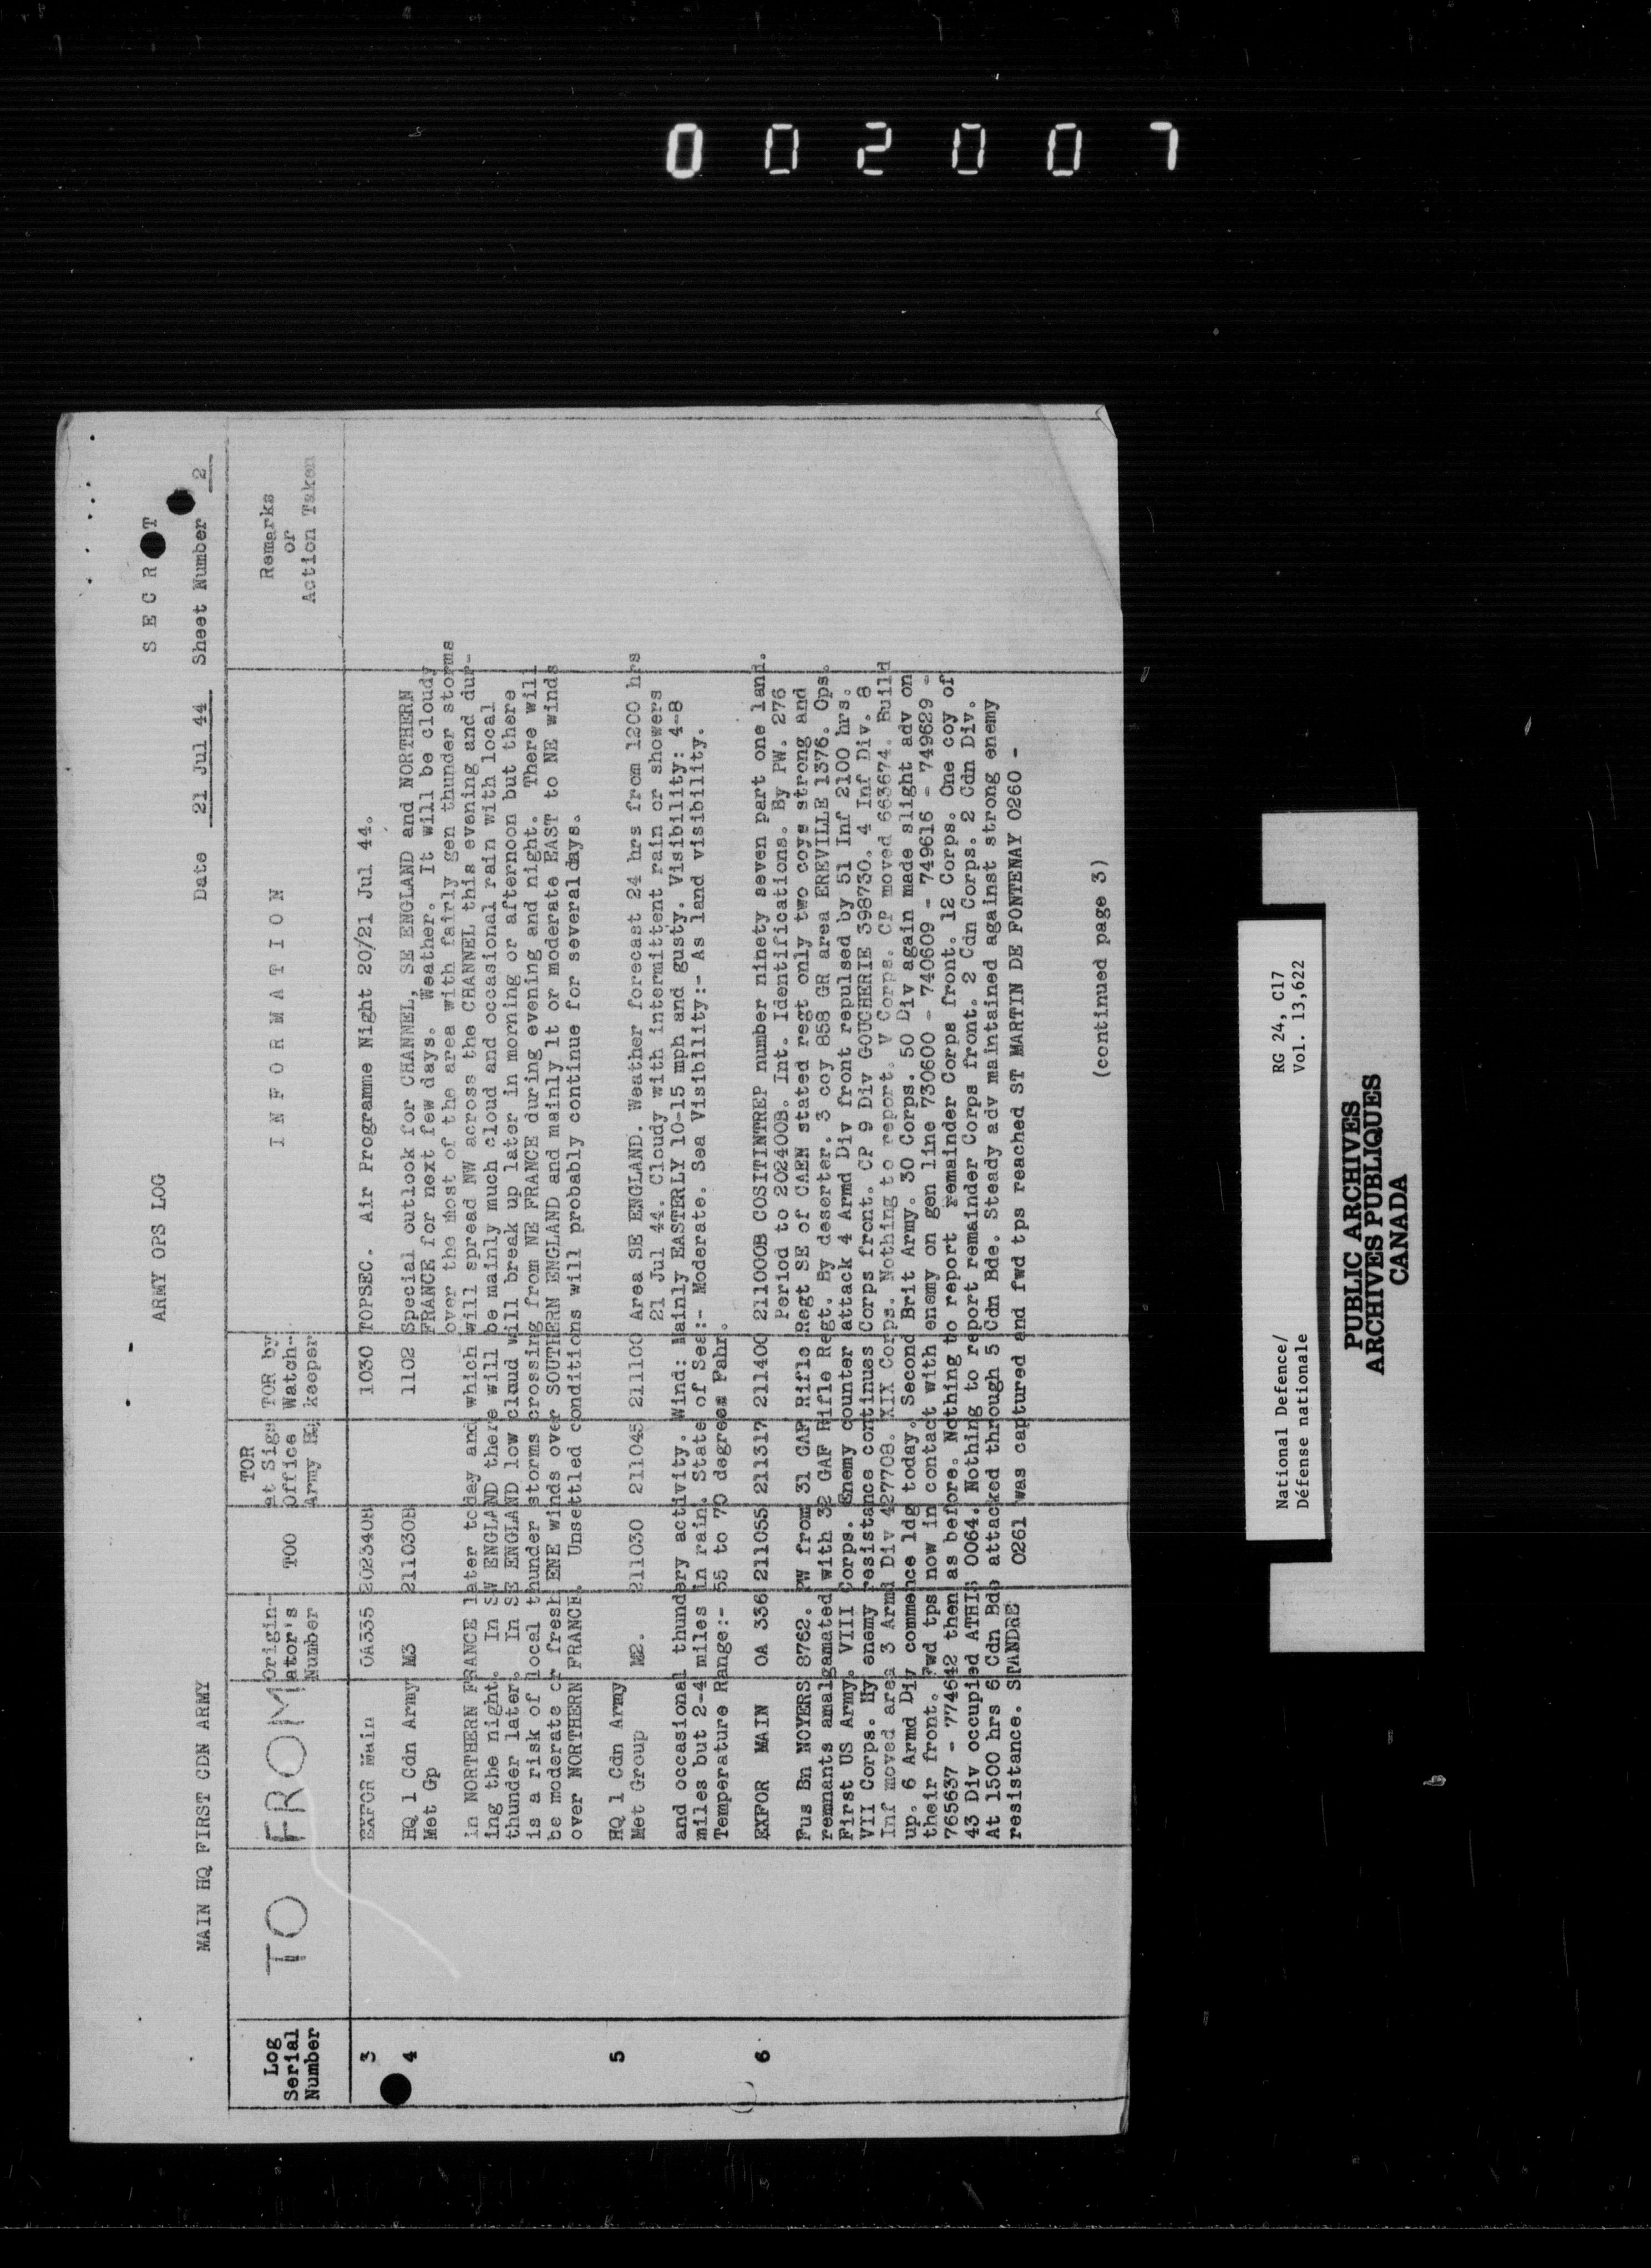 002007
ARMY OPS LOG
S E C R T
MAIN HQ FIRST CDN ARMY
Date 21 Jul 44 Sheet Number 2
Log Serial Number
TO
FROM
Origin-ator's Number
TOO
TOR at Sigs Office Army HQ
TOR by Watch-keeper
I N F O R M A T I O N
Remarks or Action Taken
3 EXFOR Main OA335 202340B 1030 TOPSEC. Air Programme Night 20/21 Jul 44.
4 HQ 1 Cdn Army M3 211030B 1102 Special outlook for CHANNEL, SE ENGLAND and NORTHERN
Met Gp FRANCE for next few days. Weather. It will be cloudy
over the most of the area with fairly gen thunder storms
in NORTHERN FRANCE later today and which will spread NW across the CHANNEL this evening and dur-
ing the night. In SW ENGLAND there will be mainly much cloud and occasional rain with local
thunder later. In SE ENGLAND low cloud will break up later in morning or afternoon but there
is a risk of local thunder storms crossing from NE FRANCE during evening and night. There will
be moderate or fresh ENE winds over SOUTHERN ENGLAND and mainly lt or moderate EAST to NE winds
over NORTHERN FRANCE. Unsettled conditions will probably continue for several days.
5 HQ 1 Cdn Army M2. 211030 211045 211100 Area SE ENGLAND. Weather forecast 24 hrs from 1200 hrs
Met Group 21 Jul 44. Cloudy with intermittent rain or showers
and occasional thundery activity. Wind: Mainly EASTERLY 10-15 mph and gusty. Visibility: 4-8
miles but 2-4 miles in rain. State of Sea:- Moderate. Sea Visibility:- As land visibility.
Temperature Range:- 55 to 70 degrees Fahr.
6 EXFOR MAIN OA 336 211055 211317 211400 211000B COSITINTREP number ninety seven part one land.
Period to 202400B. Int. Identifications. By PW. 276
Fus Bn NOYERS 8762. PW from 31 GAF Rifle Regt SE of CAEN stated regt only two coys strong and
remnants amalgamated with 32 GAF Rifle Regt. By deserter. 3 coy 858 GR area EREVILLE 1376. Ops.
First US Army. VIII Corps. Enemy counter attack 4 Armd Div front repulsed by 51 Inf 2100 hrs.
VII Corps. Hy enemy resistance continues Corps front. CP 9 Div GOUCHERIE 398730. 4 Inf Div. 8
Inf moved area 3 Armd Div 427708. XIX Corps. Nothing to report. V Corps. CP moved 663674. Build
up. 6 Armd Div commence ldg today. Second Brit Army. 30 Corps. 50 Div again made slight adv on
their front. Fwd tps now in contact with enemy on gen line 730600 - 740609 - 749616 - 749629 -
765637 - 774642 then as before. Nothing to report remainder Corps front. 12 Corps. One coy of
43 Div occupied ATHIS 0064. Nothing to report remainder Corps front. 2 Cdn Corps. 2 Cdn Div.
At 1500 hrs 6 Cdn Bde attacked through 5 Cdn Bde. Steady adv maintained against strong enemy
resistance. STANDRE 0261 was captured and fwd tps reached ST MARTIN DE FONTENAY 0260 -
(continued page 3)
National Defence/
Défense nationale
RG 24, C17
Vol. 13,622
PUBLIC ARCHIVES
ARCHIVES PUBLIQUES
CANADA